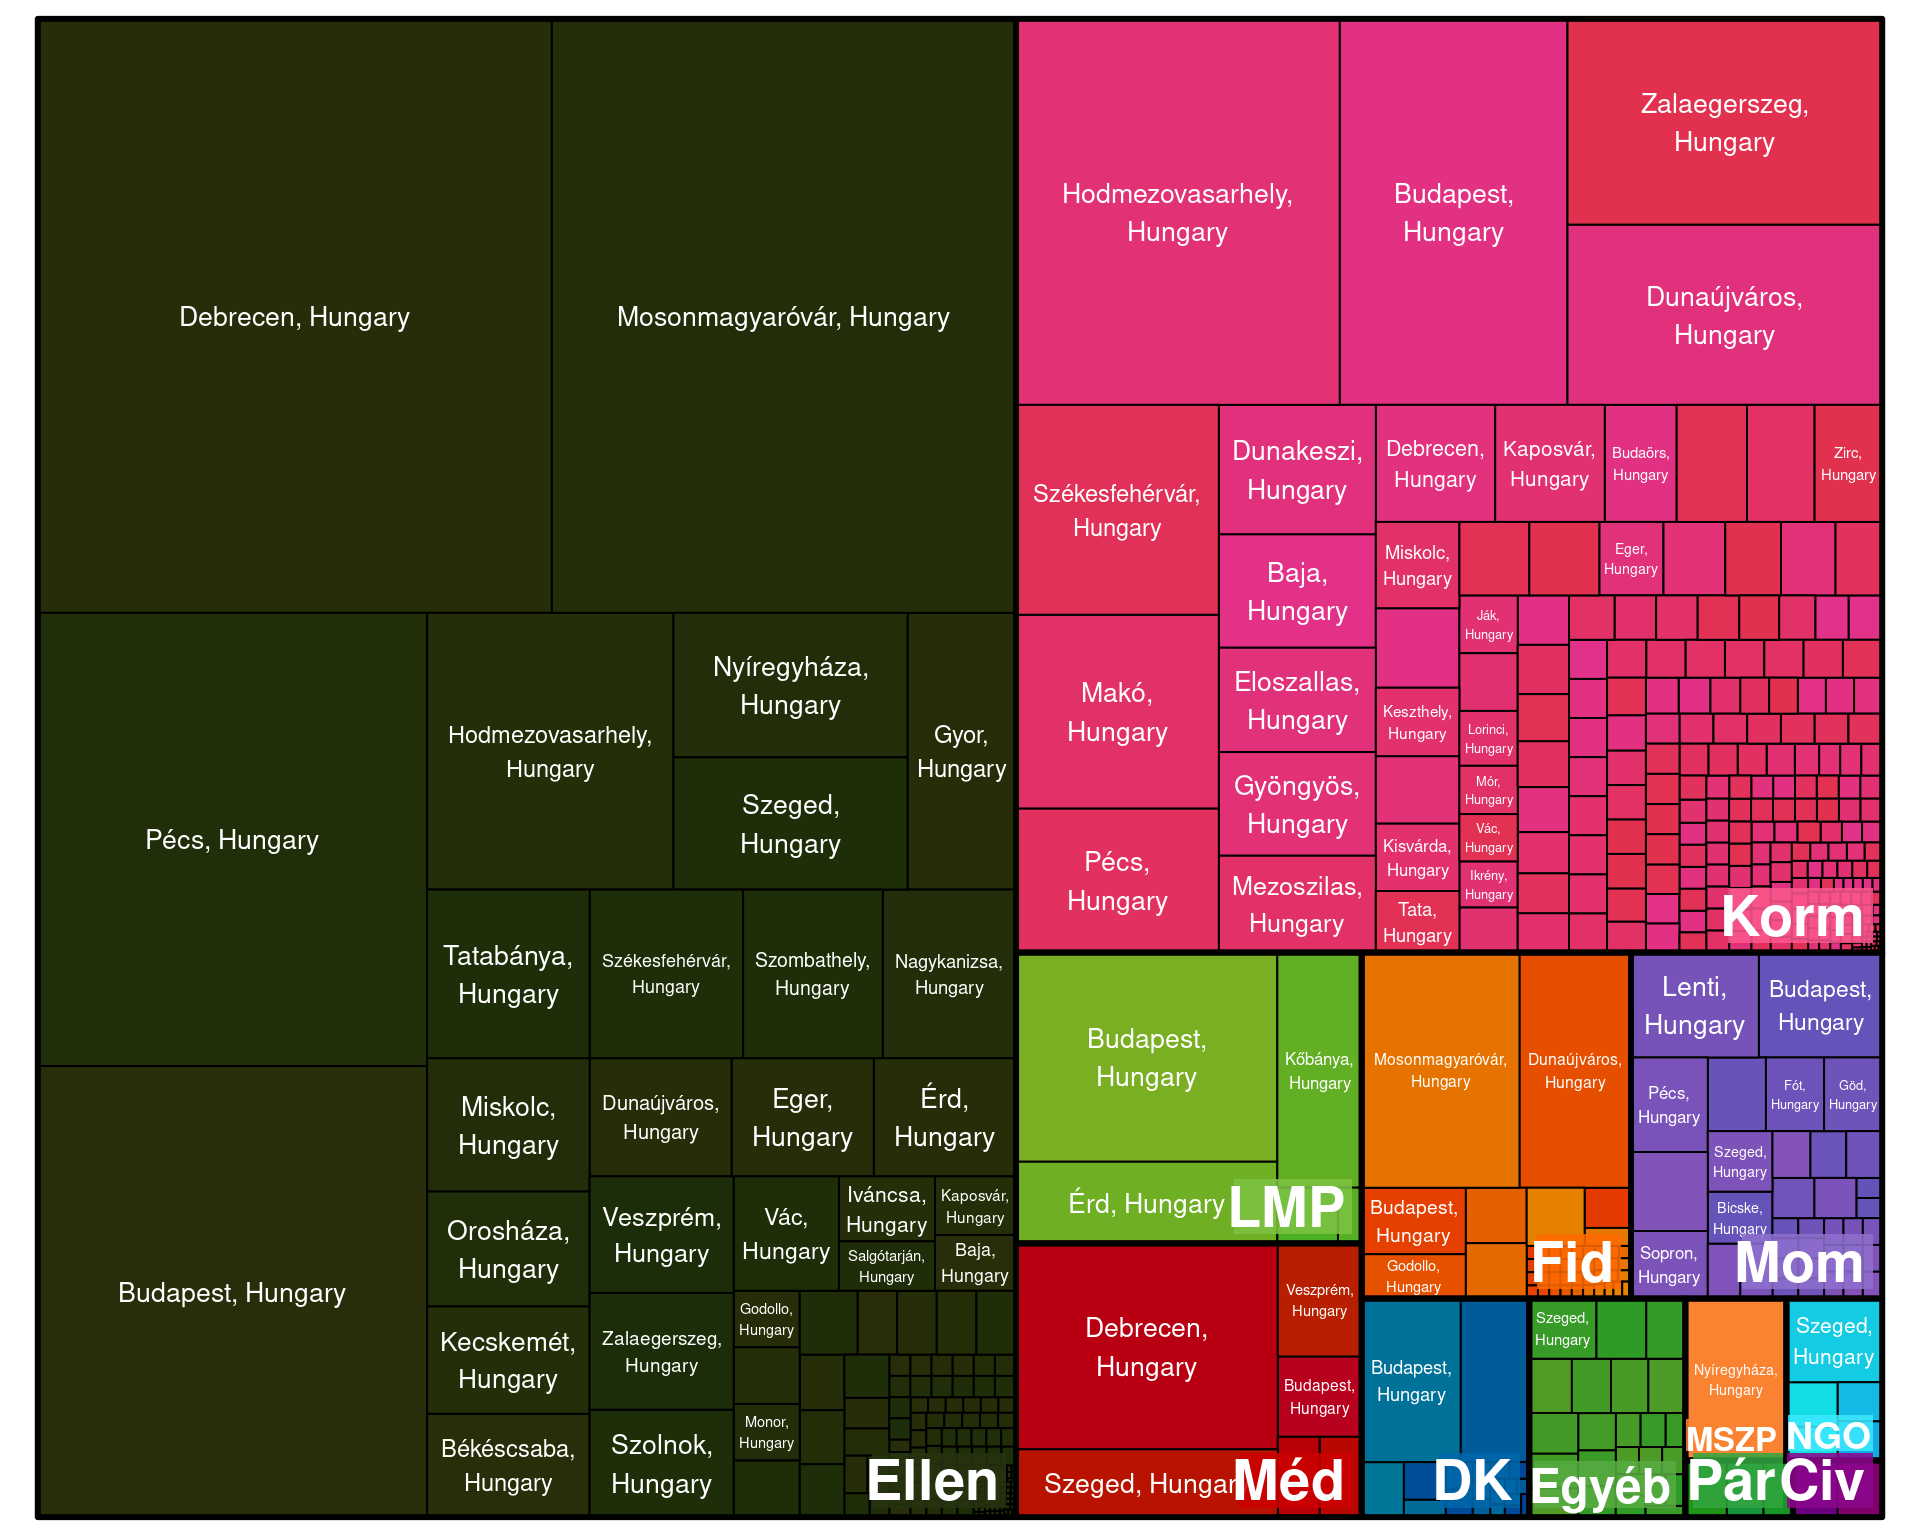 Debrecen, Hungary
Mosonmagyaróvár, Hungary
Pécs, Hungary
Budapest, Hungary
Hodmezovasarhely,
Hungary
Nyíregyháza,
Hungary
Szeged,
Hungary
Gyor,
Hungary
Tatabánya,
Hungary
Székesfehérvár,
Hungary
Szombathely,
Hungary
Nagykanizsa,
Hungary
Miskolc,
Hungary
Dunaújváros,
Hungary
Eger,
Hungary
Érd,
Hungary
Orosháza,
Hungary
Veszprém,
Hungary
Vác,
Hungary
Iváncsa,
Hungary
Kaposvár,
Hungary
Salgótarján,
Hungary
Baja,
Hungary
Kecskemét,
Hungary
Zalaegerszeg,
Hungary
Godollo,
Hungary
Békéscsaba,
Hungary
Szolnok,
Hungary
Monor,
Hungary
Ellen
Hodmezovasarhely,
Hungary
Budapest,
Hungary
Zalaegerszeg,
Hungary
Dunaújváros,
Hungary
Székesfehérvár,
Hungary
Makó,
Hungary
Pécs,
Hungary
Dunakeszi,
Hungary
Baja,
Hungary
Eloszallas,
Hungary
Gyöngyös,
Hungary
Mezoszilas,
Hungary
Debrecen,
Hungary
Kaposvár,
Hungary
Budaörs,
Hungary
Zirc,
Hungary
Miskolc,
Hungary
Eger,
Hungary
Ják,
Hungary
Keszthely,
Hungary
Lorinci,
Hungary
Mór,
Hungary
Vác,
Hungary
Kisvárda,
Hungary
Ikrény,
Hungary
Tata,
Hungary
Korm
Budapest,
Hungary
Kőbánya,
Hungary
Érd, Hungary
LMP
Mosonmagyaróvár,
Hungary
Dunaújváros,
Hungary
Budapest,
Hungary
Godollo,
Hungary
Fid
Lenti,
Hungary
Budapest,
Hungary
Pécs,
Hungary
Fót,
Hungary
Göd,
Hungary
Szeged,
Hungary
Bicske,
Hungary
Sopron,
Hungary
Mom
Debrecen,
Hungary
Veszprém,
Hungary
Budapest,
Hungary
Szeged, Hungar
Méd
Budapest,
Hungary
DK
Szeged,
Hungary
Egyéb
Nyíregyháza,
Hungary
MSZP
Szeged,
Hungary
NGO
Pár
Civ